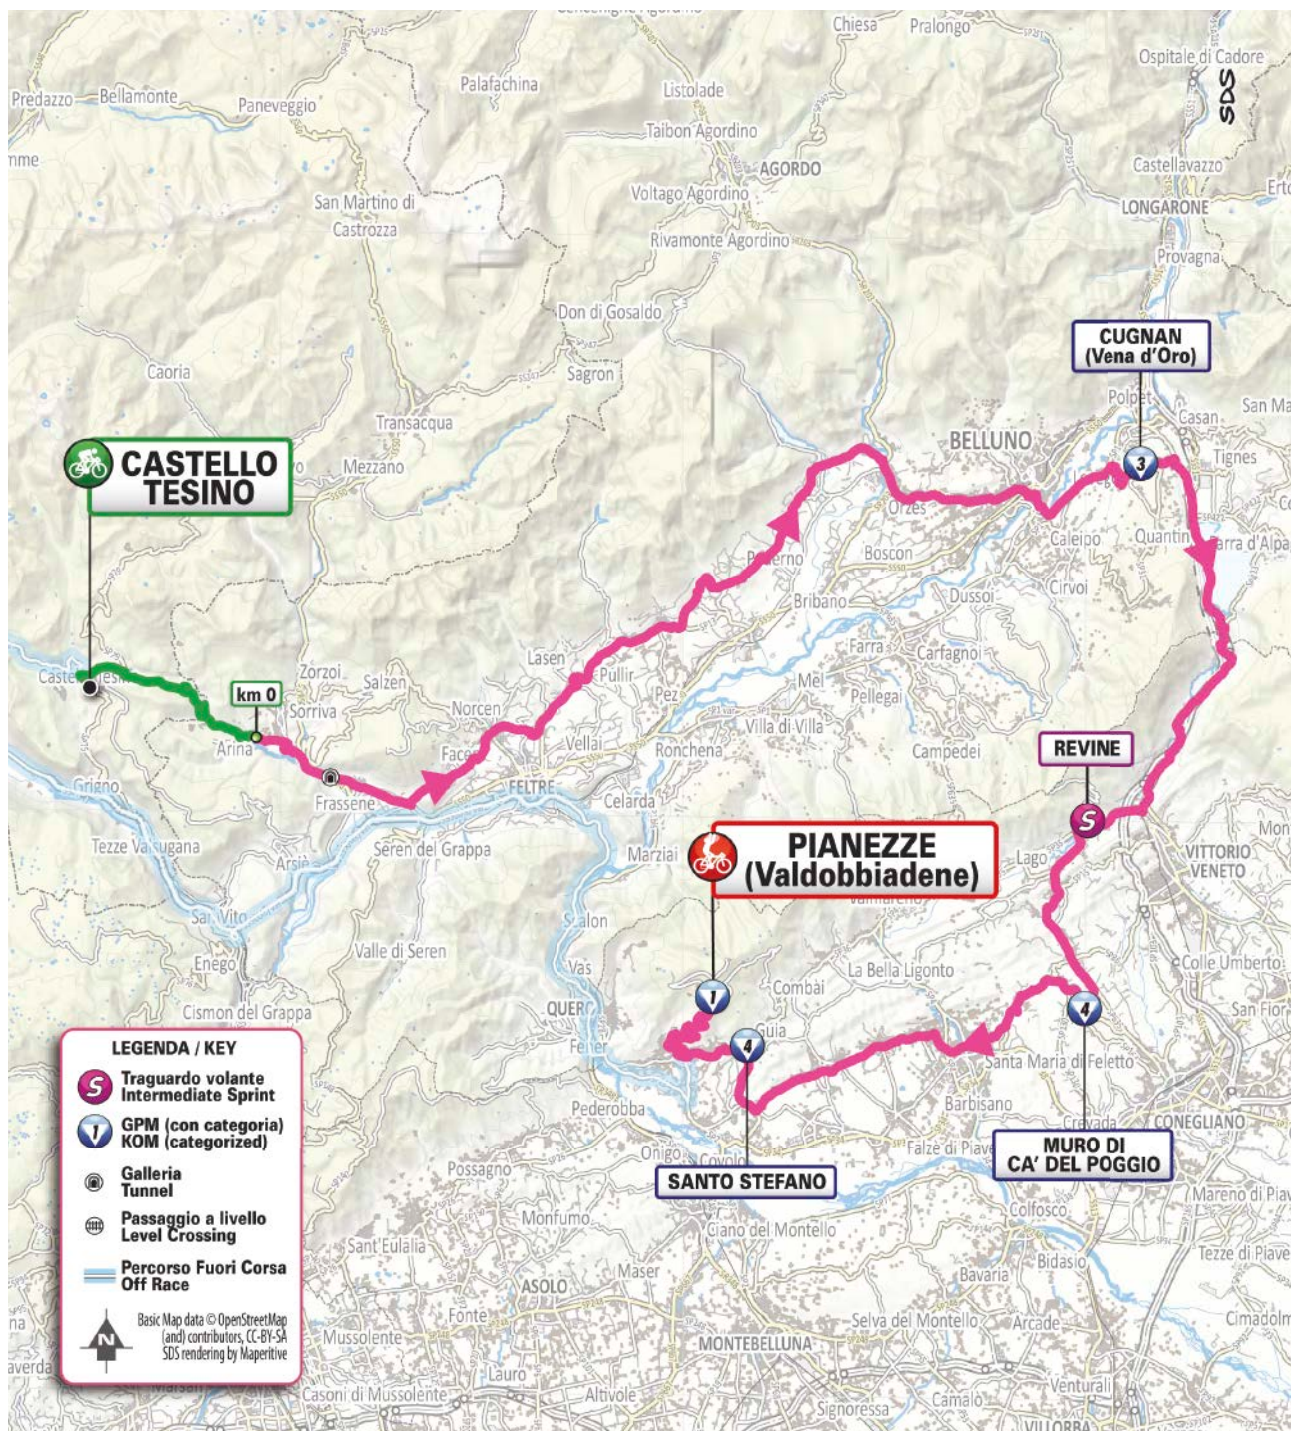 Chiesa
Pralongo
Ospitale di Cadore
SDS
Predazzo
Bellamonte
Paneveggio
Palafachina
Listolade
Taibon Agordino
AGORDO
Castellavazzo
Voltago Agordino
San Martino di
Castrozza
LONGARONE
Rivamonte Agordino
Provagna
Don di Gosaldo
CUGNAN
(Vena d'Oro)
Caoria
Sagron
Polpet
Casan
Transacqua
BELLUNO
Tignes
CASTELLO
TESINO
Mezzano
3
Orzes
Caleipo
Quantin
Boscon
Cirvoi
Dussoi
Bribano
Farra
Carfagnoi
Lasen
Zorzoi
Salzen
Pullir
Mel
Pellegai
km 0
Sorriva
Norcen
Pez
Villa di Villa
Arina
Vellai
Ronchena
Campedei
REVINE
Grigno
Frassene
FELTRE
Celarda
S
PIANEZZE
(Valdobbiadene)
Tezze Valsugana
Arsiè
Seren del Grappa
Marziai
Lago
VITTORIO
VENETO
San Vito
Valle di Seren
Enego
Vas
La Bella Ligonto
Colle Umberto
Combài
Cismon del Grappa
QUERO
1
4
San Fior
4
Guia
Santa Maria di Feletto
LEGENDA / KEY
S
Traguardo volante
Intermediate Sprint
1
GPM (con categoria)
KOM (categorized)
Galleria
Tunnel
Passaggio a livello
Level Crossing
Percorso Fuori Corsa
Off Race
N
Basic Map data © OpenStreetMap
(and) contributors, CC-BY-SA
SDS rendering by Maperitive
Pederobba
Barbisano
CONEGLIANO
Onigo
Covolo
MURO DI
CA' DEL POGGIO
Possagno
SANTO STEFANO
Monfumo
Ciano del Montello
Colfosco
Sant'Eulalia
Maser
Bidasio
ASOLO
Bavaria
Fonte
Selva del Montello
Arcade
Mussolente
MONTEBELLUNA
Lauro
Casoni di Mussolente
Altivole
Signoressa
Camalò
Venturali
VILLORBA